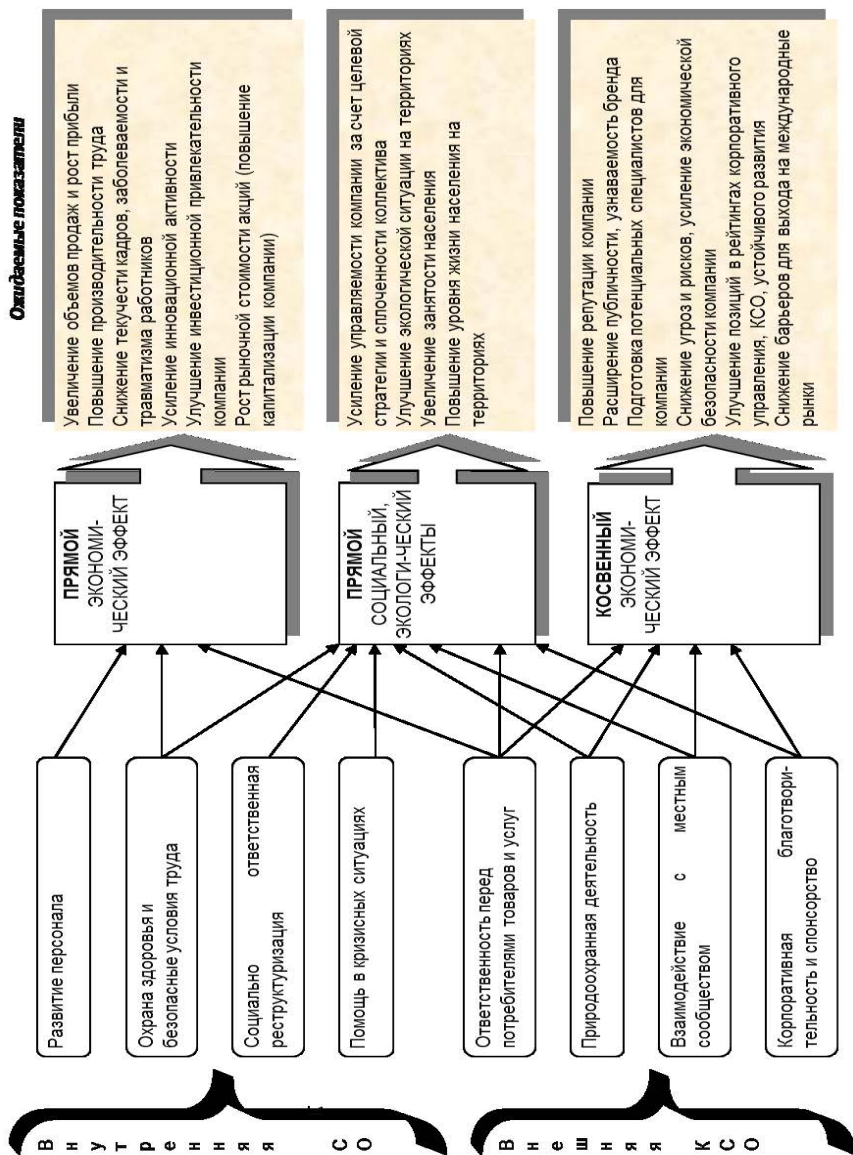 Ожидаемые показатели
Внутренняя СО
Развитие персонала
Охрана здоровья и
безопасные условия труда
Социально ответственная
реструктуризация
Помощь в кризисных ситуациях
Внешняя КСО
Ответственность перед
потребителями товаров и услуг
Природоохранная деятельность
Взаимодействие с местным
сообществом
Корпоративная благотвори-
тельность и спонсорство
ПРЯМОЙ
ЭКОНОМИ-
ЧЕСКИЙ ЭФФЕКТ
ПРЯМОЙ
СОЦИАЛЬНЫЙ,
ЭКОЛОГИ-ЧЕСКИЙ
ЭФФЕКТЫ
КОСВЕННЫЙ
ЭКОНОМИ-
ЧЕСКИЙ ЭФФЕКТ
Увеличение объемов продаж и рост прибыли
Повышение производительности труда
Снижение текучести кадров, заболеваемости и
травматизма работников
Усиление инновационной активности
Улучшение инвестиционной привлекательности
компании
Рост рыночной стоимости акций (повышение
капитализации компании)
Усиление управляемости компании за счет целевой
стратегии и сплоченности коллектива
Улучшение экологической ситуации на территориях
Увеличение занятости населения
Повышение уровня жизни населения на
территориях
Повышение репутации компании
Расширение публичности, узнаваемость бренда
Подготовка потенциальных специалистов для
компании
Снижение угроз и рисков, усиление экономической
безопасности компании
Улучшение позиций в рейтингах корпоративного
управления, КСО, устойчивого развития
Снижение барьеров для выхода на международные
рынки